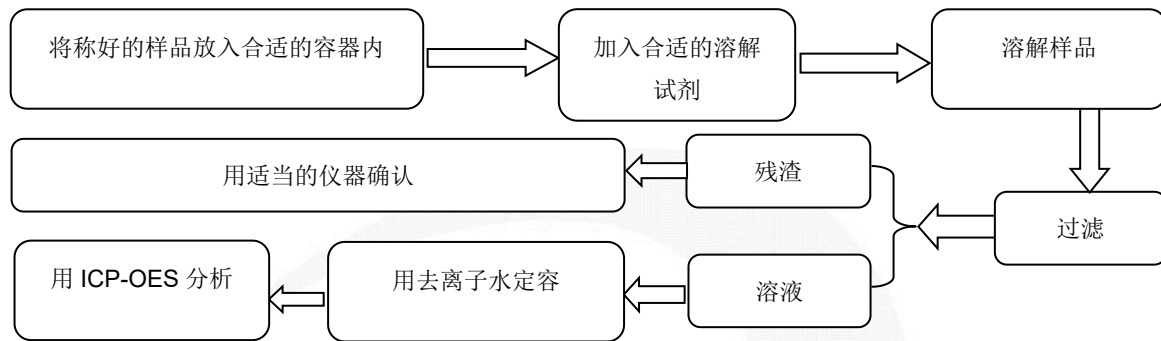 将称好的样品放入合适的容器内
加入合适的溶解
试剂
溶解样品
过滤
残渣
用适当的仪器确认
溶液
用去离子水定容
用 ICP-OES 分析